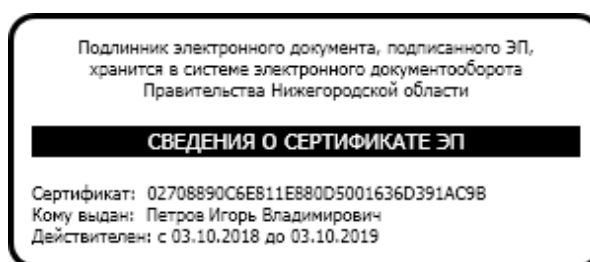 Подлинник электронного документа, подписанного ЭП,
хранится в системе электронного документооборота
Правительства Нижегородской области
СВЕДЕНИЯ О СЕРТИФИКАТЕ ЭП
Сертификат: 02708890C6E811E880D5001636D391AC9B
Кому выдан: Петров Игорь Владимирович
Действителен: с 03.10.2018 до 03.10.2019